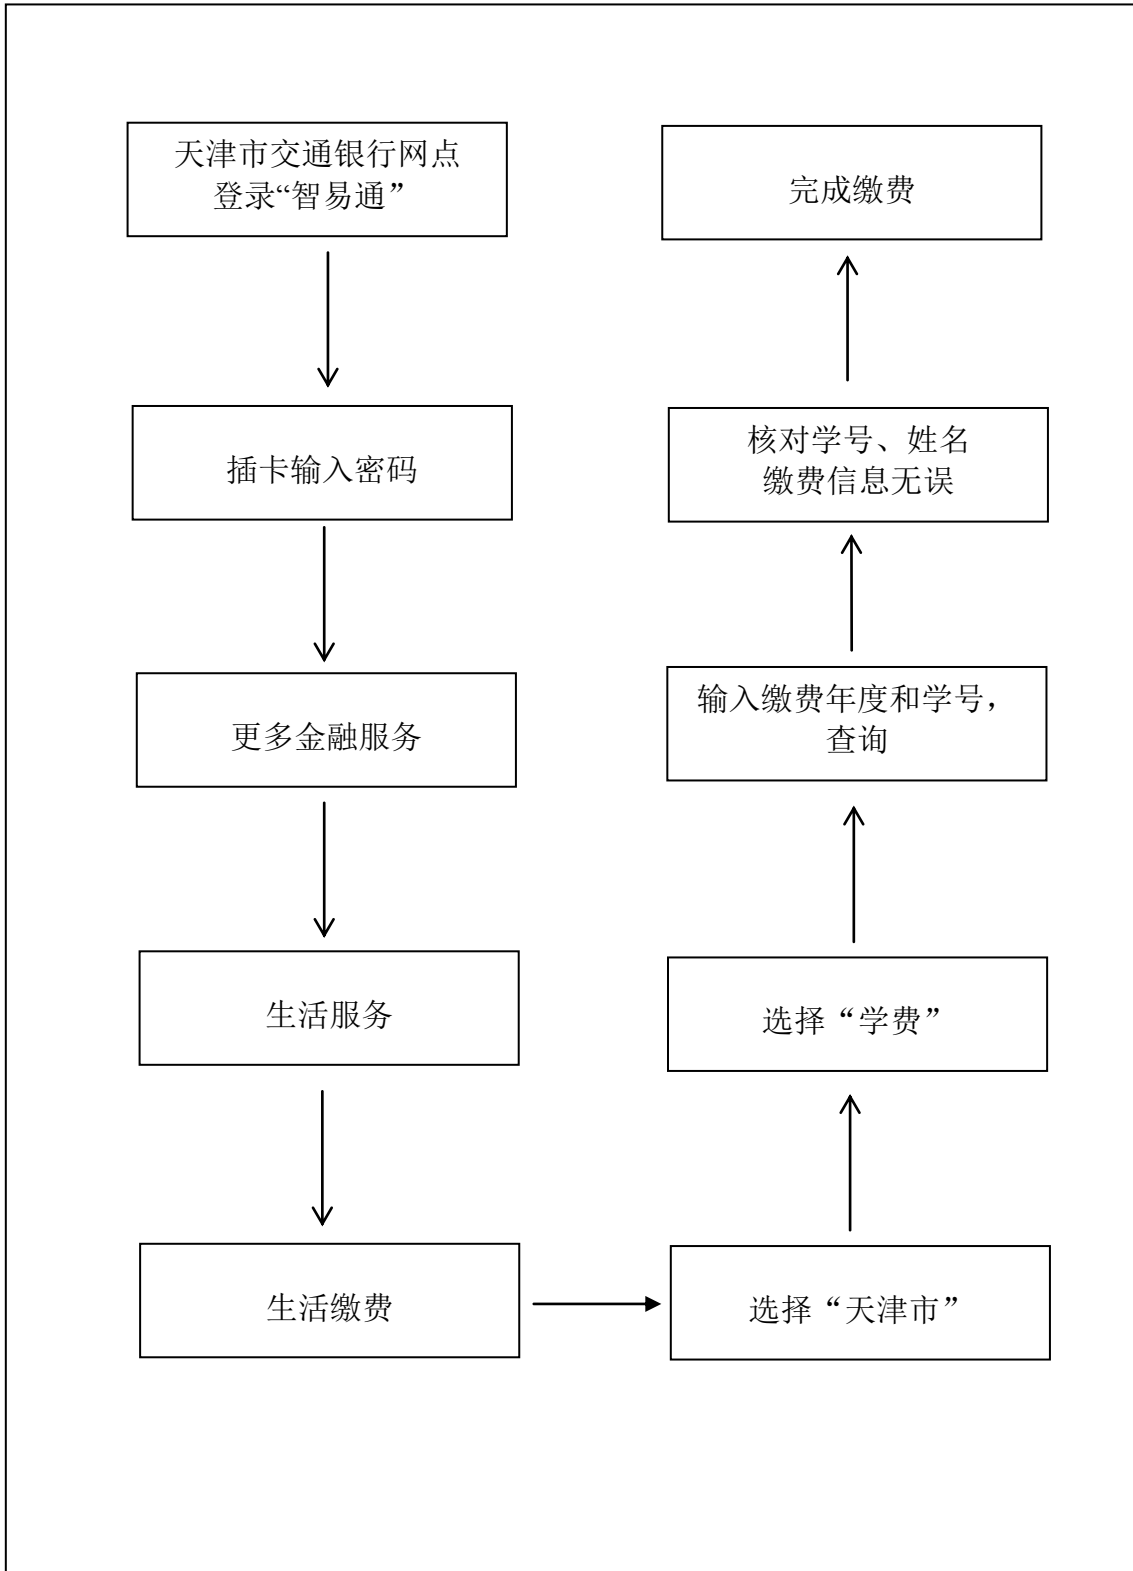 天津市交通银行网点
登录“智易通”
插卡输入密码
更多金融服务
生活服务
生活缴费
选择“天津市”
选择“学费”
输入缴费年度和学号，
查询
核对学号、姓名
缴费信息无误
完成缴费